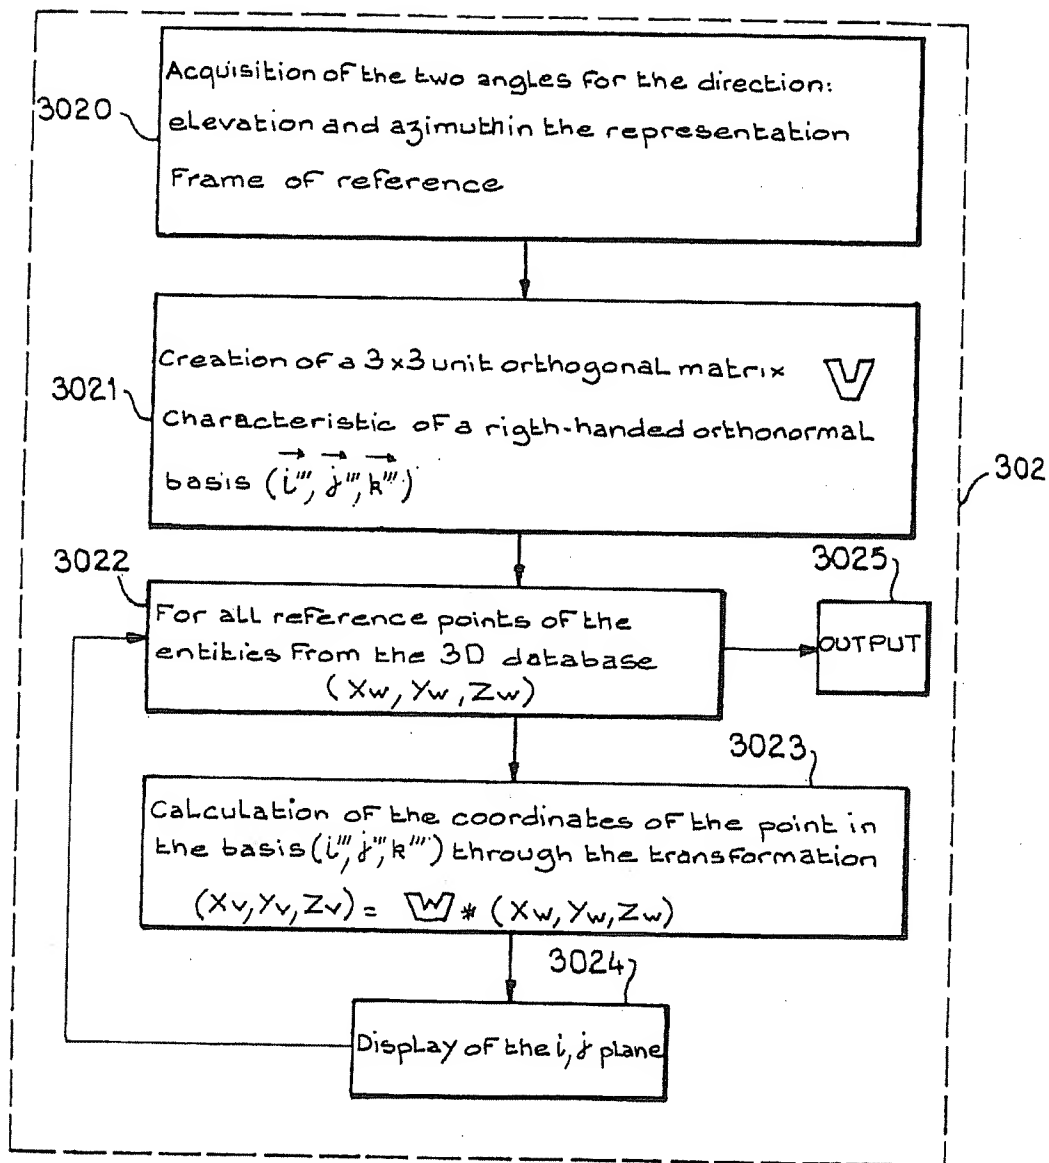 3020
Acquisition of the two angles for the direction:
elevation and azimuthin the representation
Frame of reference
3021
Creation of a 3x3 unit orthogonal matrix V
Characteristic of a rigth-handed orthonormal
basis (i''', j''', k''')
302
3022
For all reference points of the
entities From the 3D database
(Xw, Yw, Zw)
3025
OUTPUT
3023
Calculation of the coordinates of the point in
the basis (i''', j''', k''') through the transformation
(Xv, Yv, Zv) = W * (Xw, Yw, Zw)
3024
Display of the i, j plane